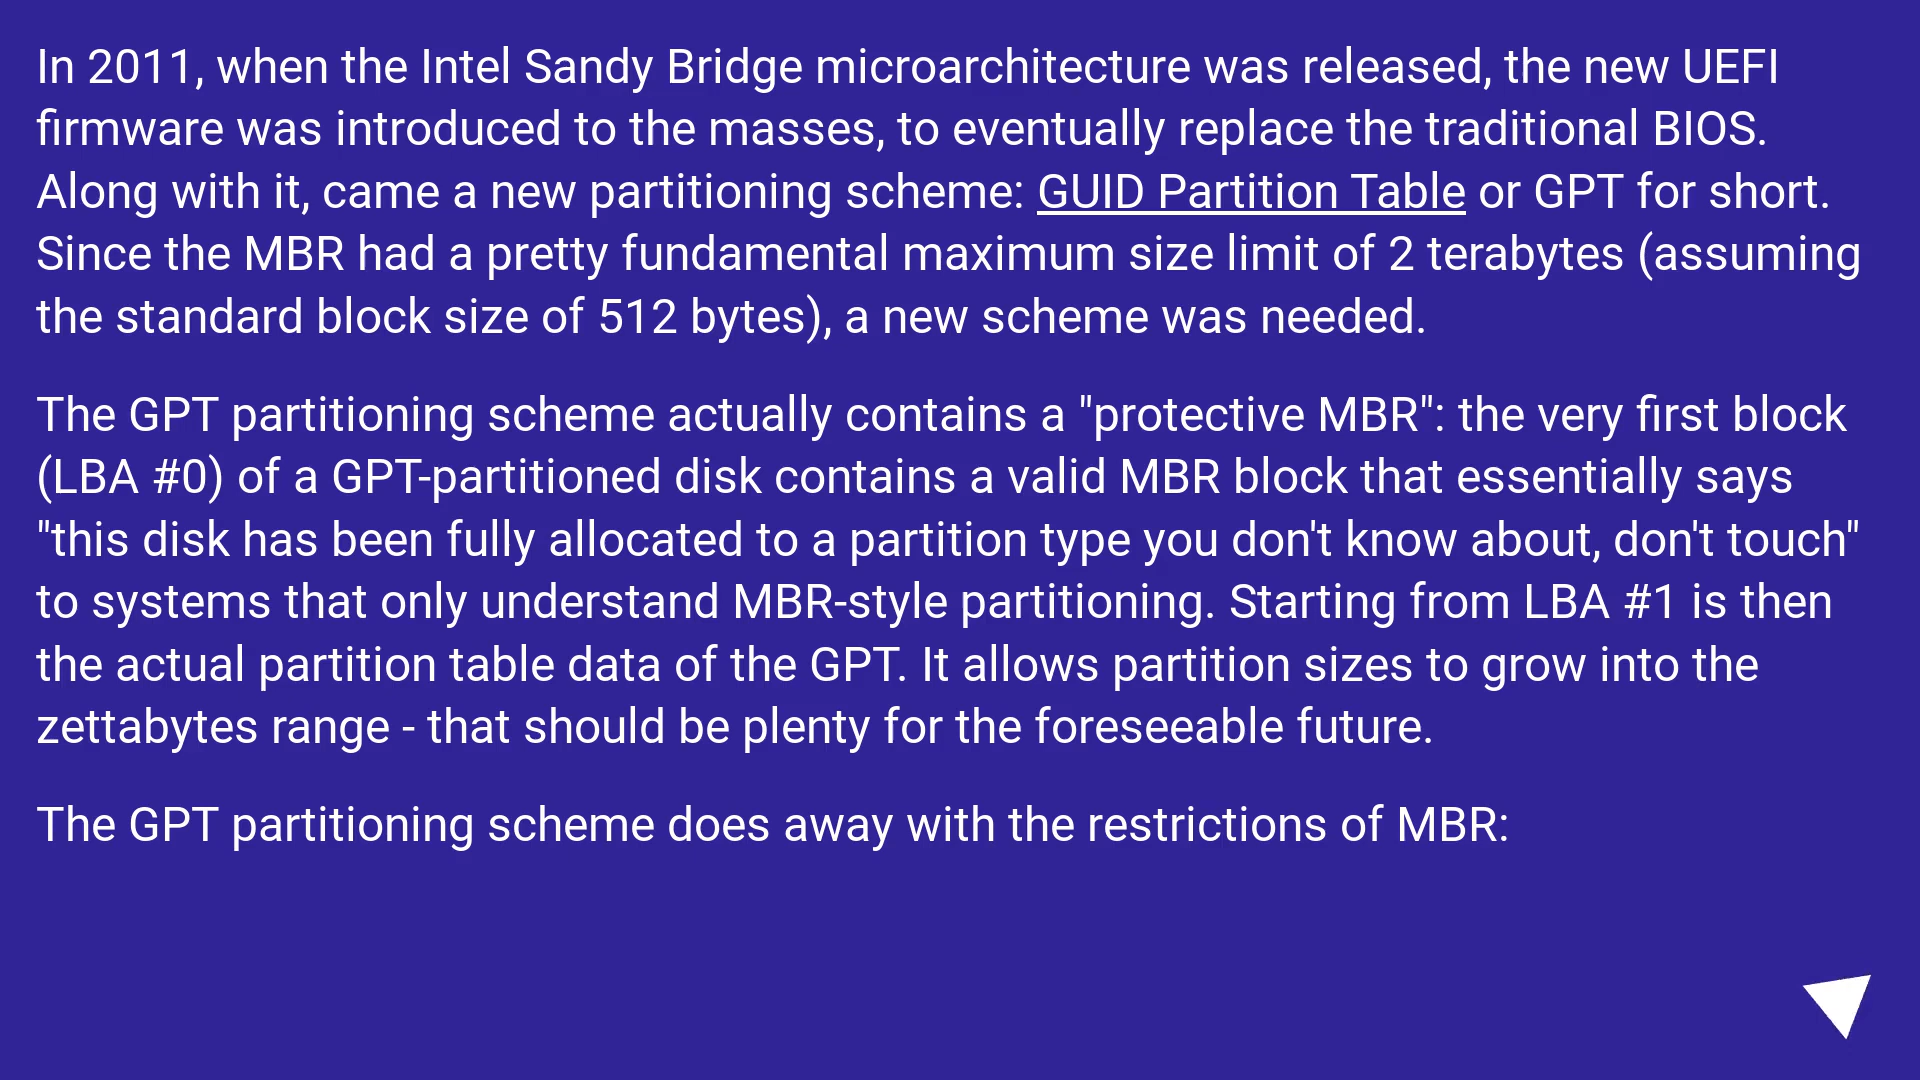 In 2011, when the Intel Sandy Bridge microarchitecture was released, the new UEFI
firmware was introduced to the masses, to eventually replace the traditional BIOS.
Along with it, came a new partitioning scheme: GUID Partition Table or GPT for short.
Since the MBR had a pretty fundamental maximum size limit of 2 terabytes (assuming
the standard block size of 512 bytes), a new scheme was needed.
The GPT partitioning scheme actually contains a "protective MBR": the very first block
(LBA #0) of a GPT-partitioned disk contains a valid MBR block that essentially says
"this disk has been fully allocated to a partition type you don't know about, don't touch"
to systems that only understand MBR-style partitioning. Starting from LBA #1 is then
the actual partition table data of the GPT. It allows partition sizes to grow into the
zettabytes range - that should be plenty for the foreseeable future.
The GPT partitioning scheme does away with the restrictions of MBR: